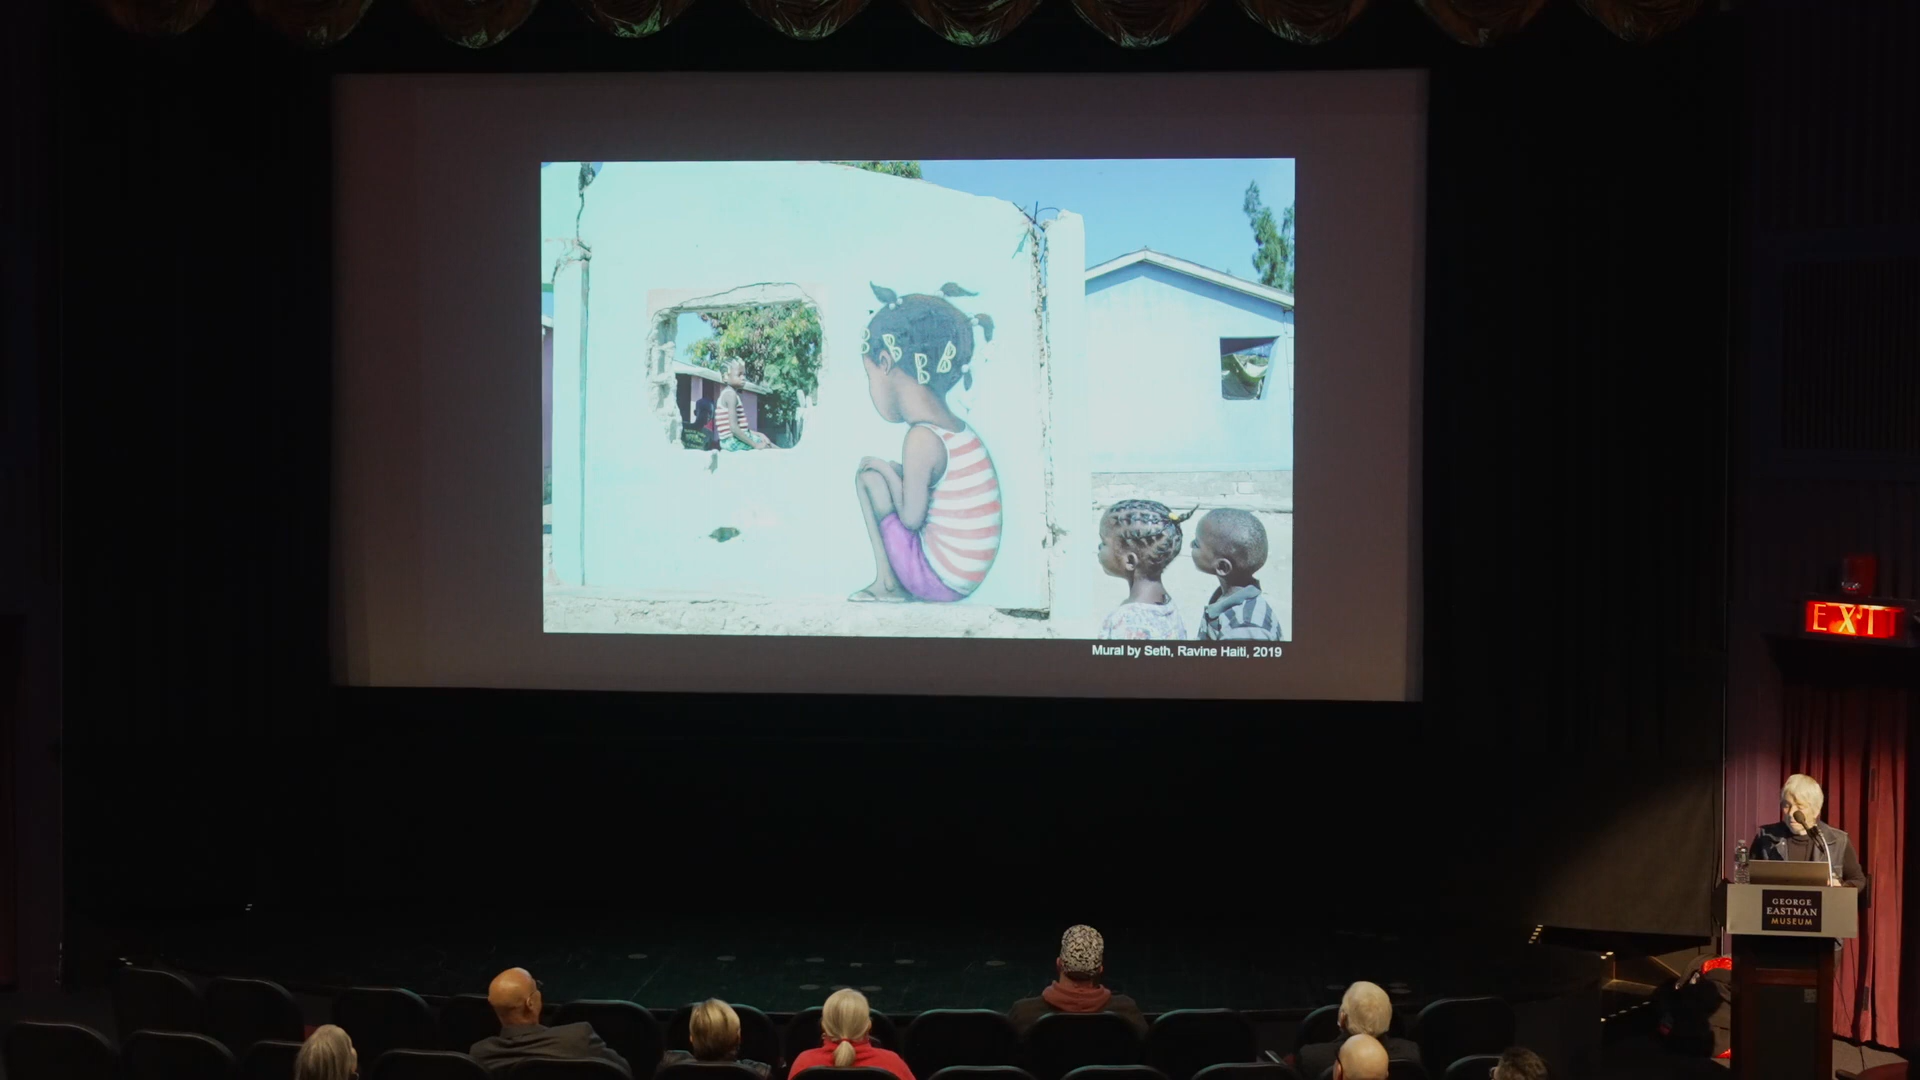 Mural by Seth, Ravine Haiti, 2019
EXIT
GEORGE
EASTMAN
MUSEUM